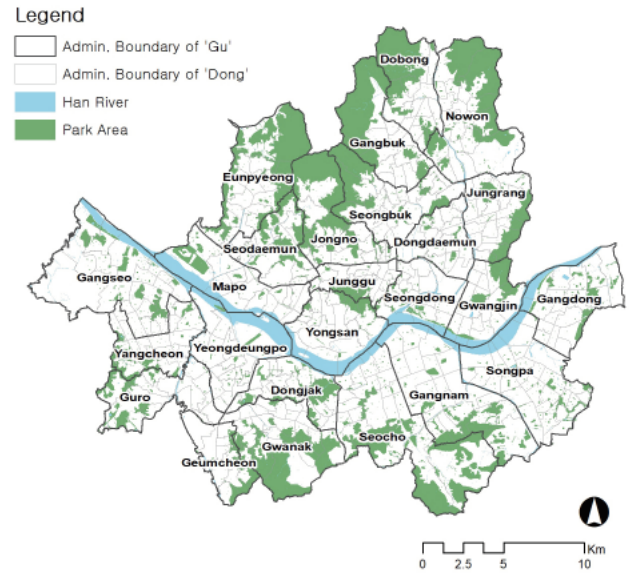 Legend
Admin. Boundary of 'Gu'
Admin. Boundary of 'Dong'
Han River
Park Area
Dobong
Nowon
Gangbuk
Eunpyeong
Jungrang
Seongbuk
Jongno
Dongdaemun
Seodaemun
Gangseo
Mapo
Junggu
Seongdong
Gwangjin
Gangdong
Yongsan
Yeongdeungpo
Yangcheon
Songpa
Dongjak
Guro
Gangnam
Seocho
Gwanak
Geumcheon
Km
0 2.5 5 10